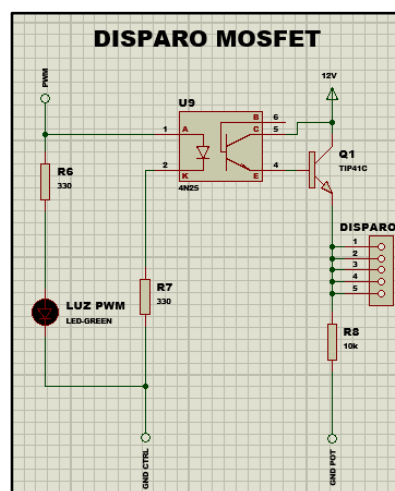 DISPARO MOSFET
PWM
12V
U9
1 A
B 6
C 5
2 K
E 4
4N25
Q1
TIP41C
R6
330
DISPARO
1
2
3
4
5
R7
330
LUZ PWM
LED-GREEN
R8
10k
GND CTRL
GND POT